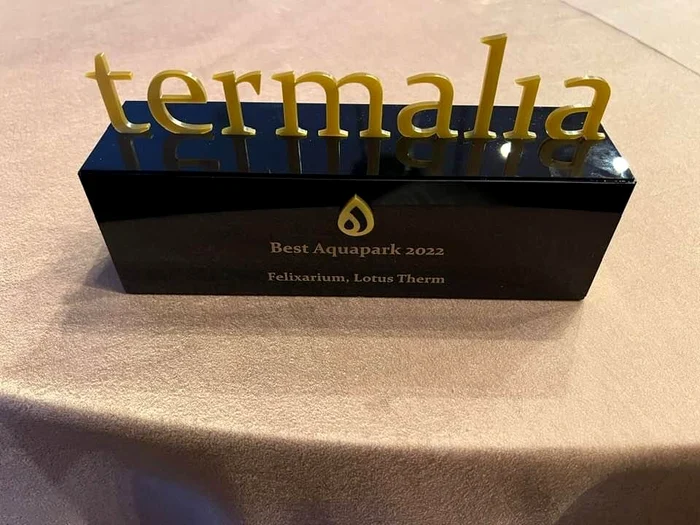 termalia
Best Aquapark 2022
Felixarium, Lotus Therm